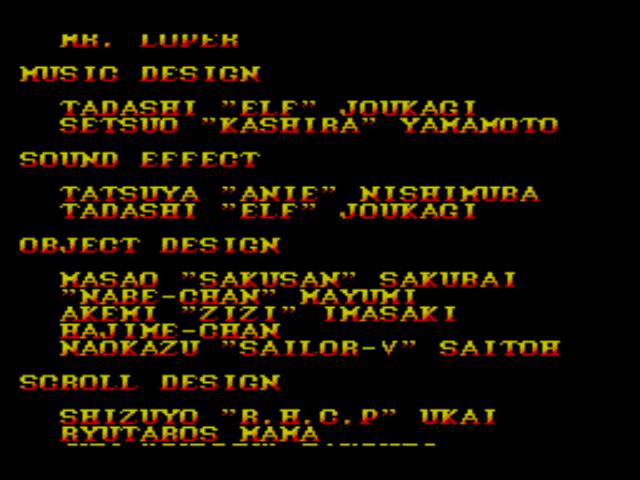 MR. LUPER
MUSIC DESIGN
TADASHI "ELF" JOUKAGI
SETSUO "KASHIRA" YAMAMOTO
SOUND EFFECT
TATSUYA "ANIE" NISHIMURA
TADASHI "ELF" JOUKAGI
OBJECT DESIGN
MASAO "SAKUSAN" SAKURAI
"NABE-CHAN" MAYUMI
AKEMI "ZIZI" IMASAKI
HAJIME-CHAN
NAOKAZU "SAILOR-V" SAITOH
SCROLL DESIGN
SHIZUYO "R.H.C.P" UKAI
RYUTAROS MAMA